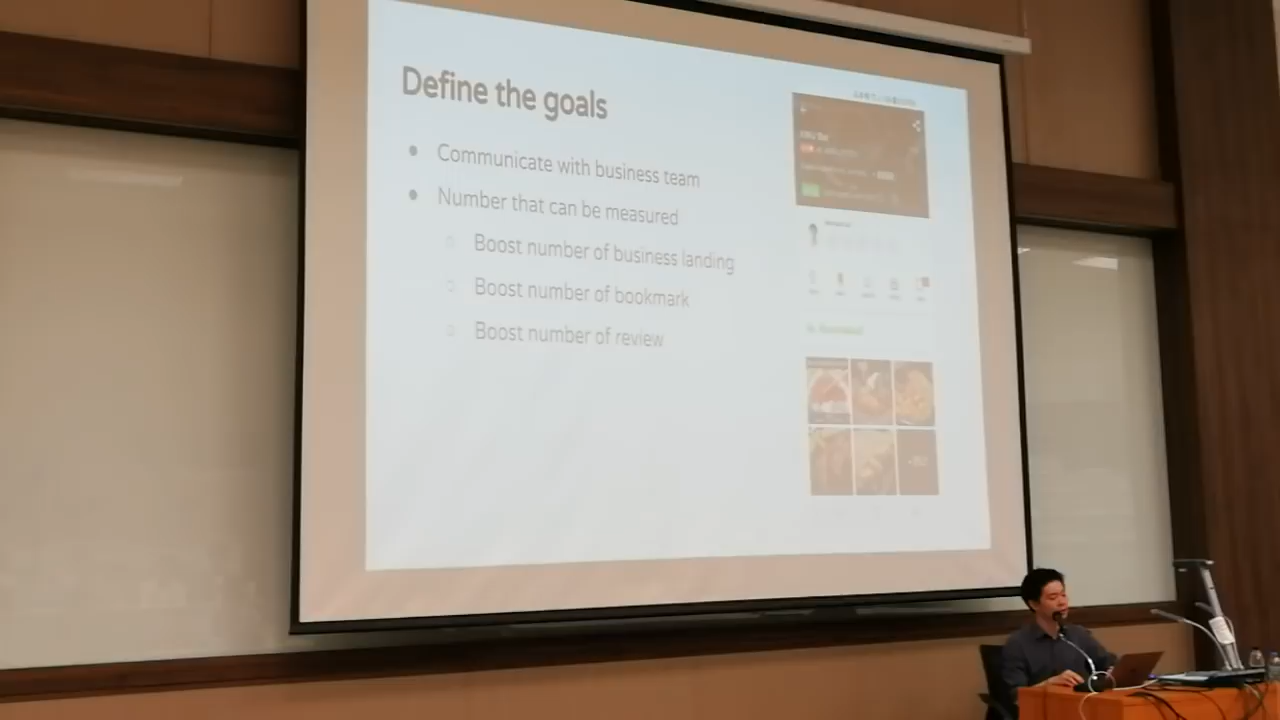 Define the goals
Communicate with business team
Number that can be measured
Boost number of business landing
Boost number of bookmark
Boost number of review